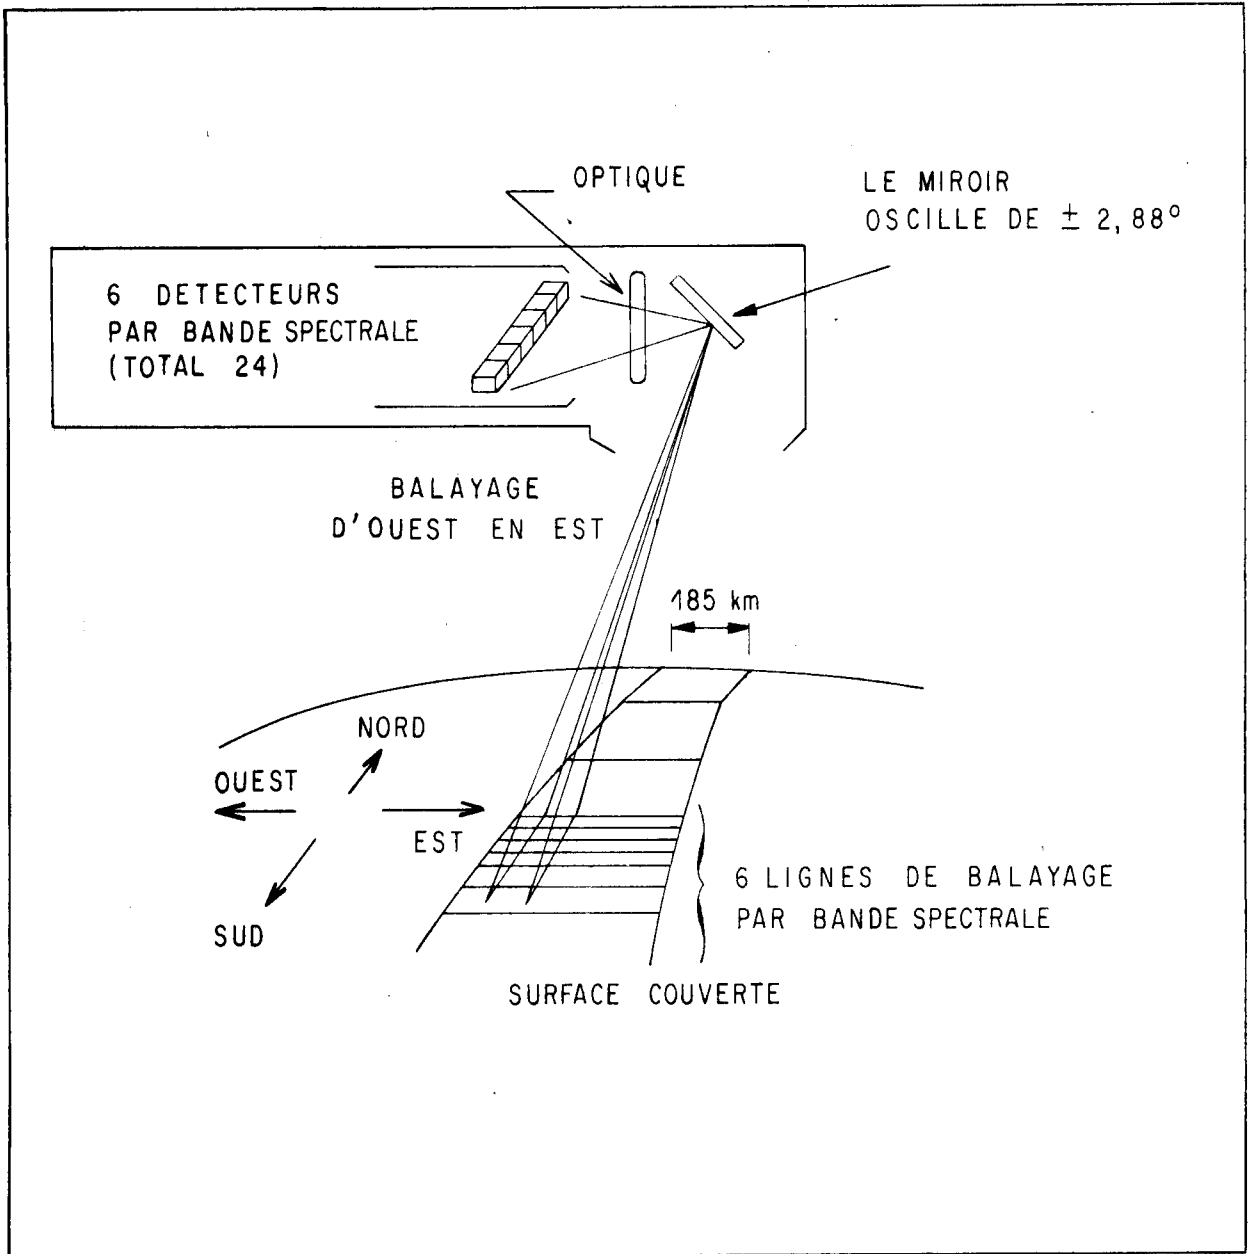 OPTIQUE
LE MIROIR
OSCILLE DE ± 2,88°
6 DETECTEURS
PAR BANDE SPECTRALE
(TOTAL 24)
BALAYAGE
D'OUEST EN EST
185 km
NORD
OUEST
EST
SUD
6 LIGNES DE BALAYAGE
PAR BANDE SPECTRALE
SURFACE COUVERTE